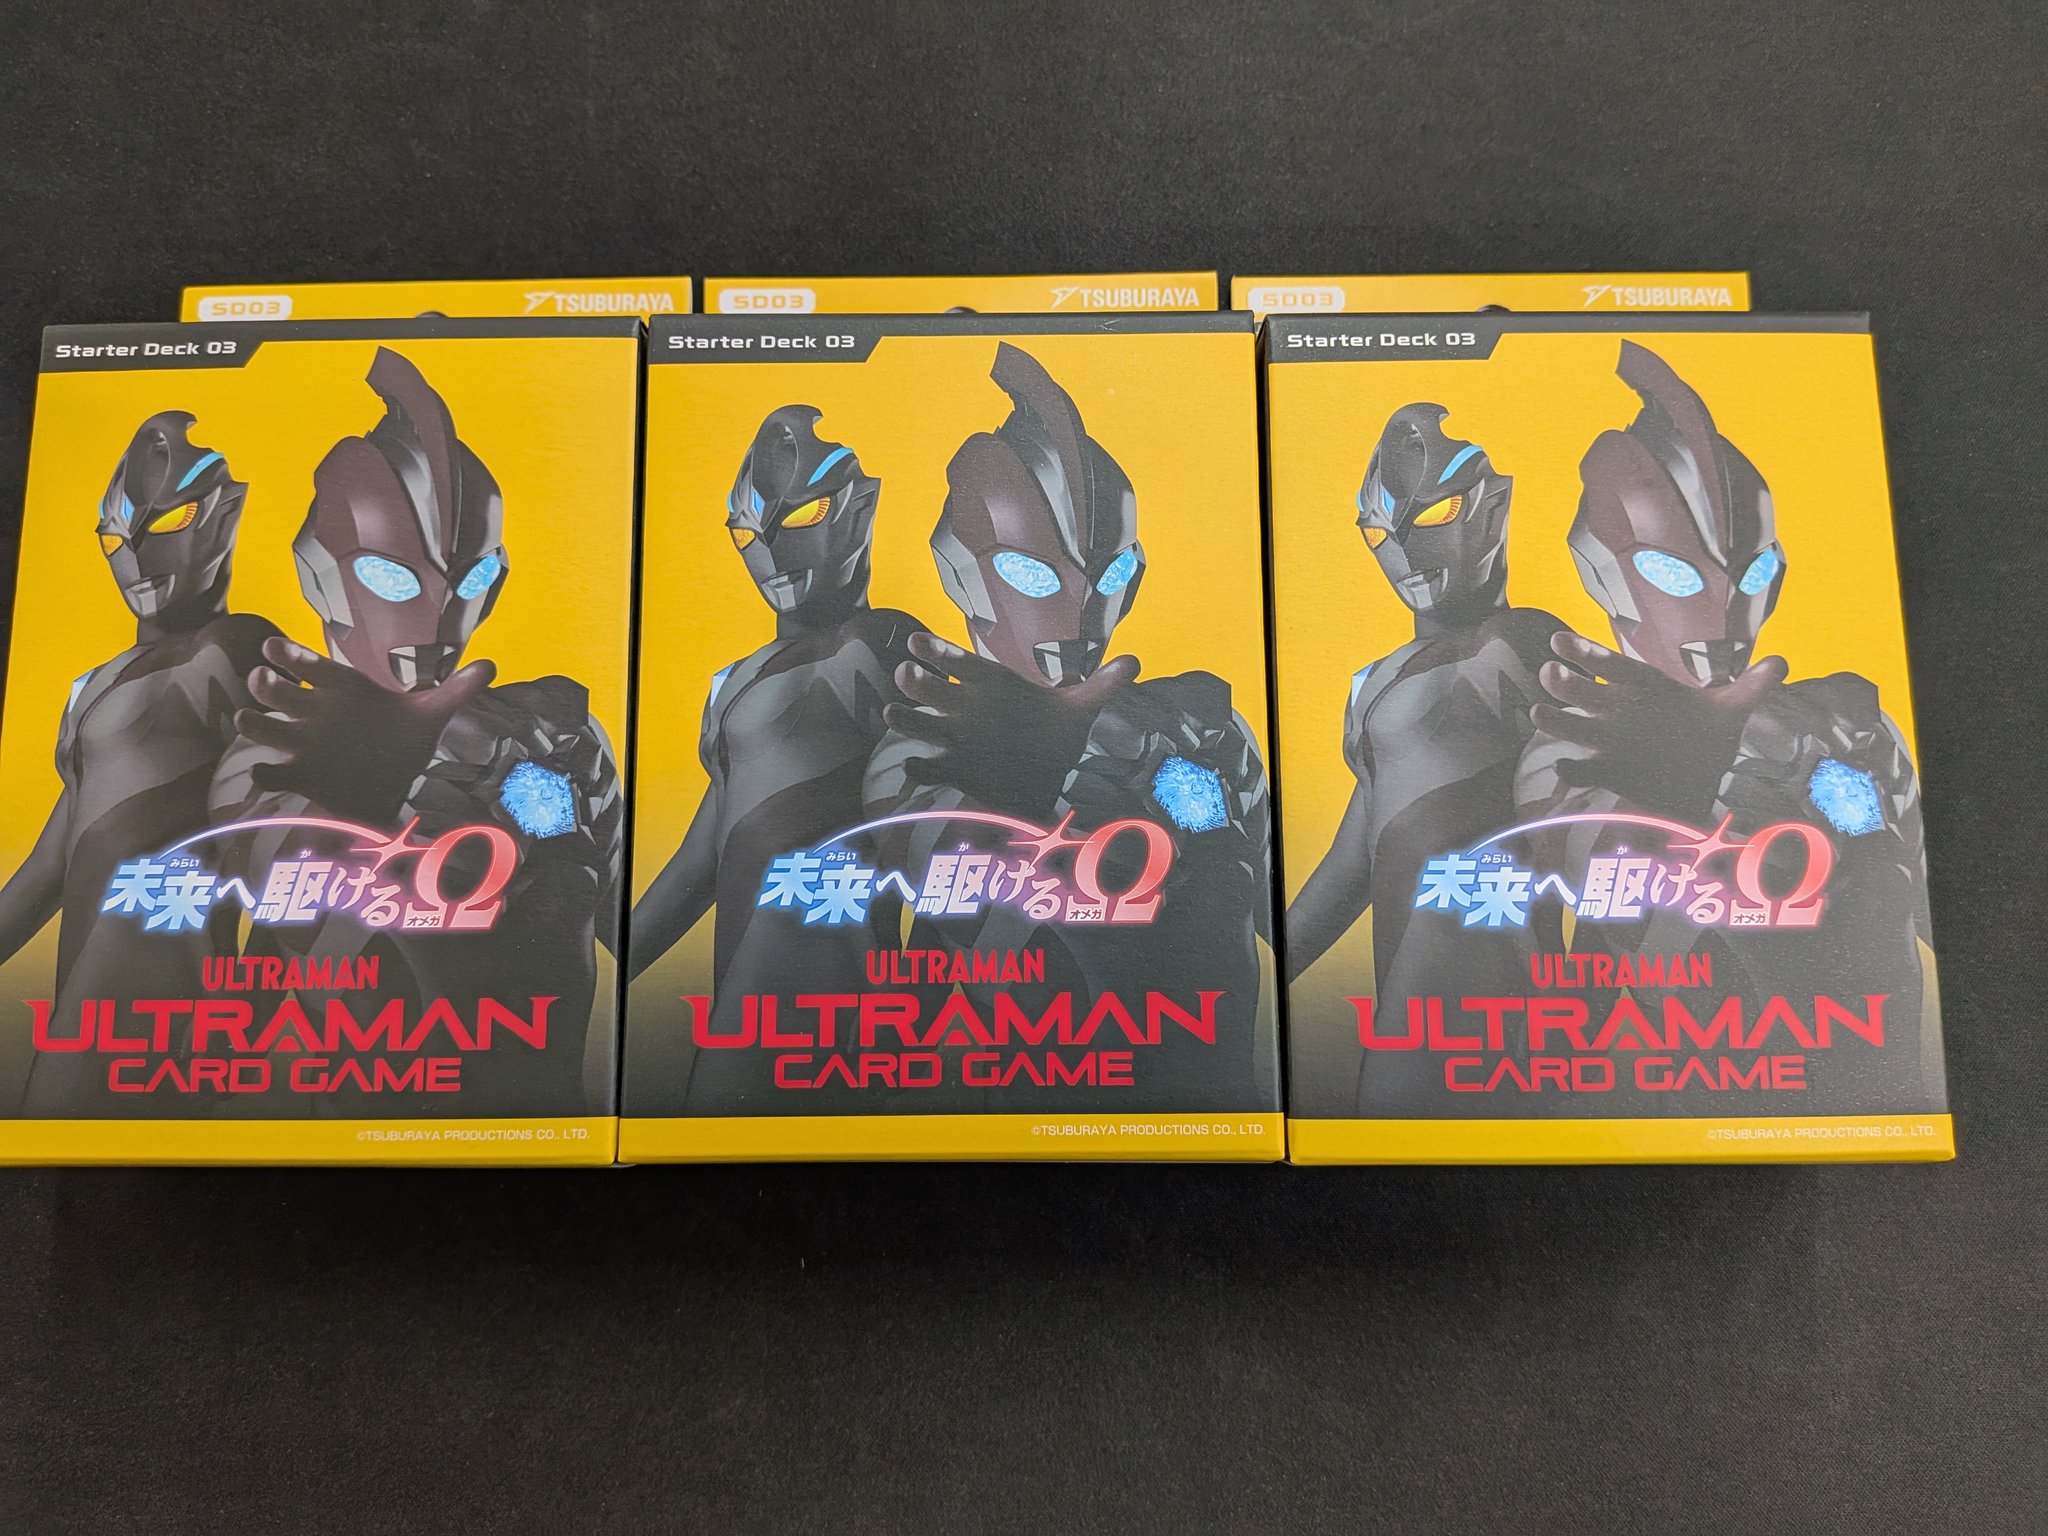 SD03
TSUBURAYA
Starter Deck 03
みらい
か
未来へ駆けるΩ
オメガ
ULTRAMAN
ULTRAMAN
CARD GAME
©TSUBURAYA PRODUCTIONS CO., LTD.
SD03
TSUBURAYA
Starter Deck 03
みらい
か
未来へ駆けるΩ
オメガ
ULTRAMAN
ULTRAMAN
CARD GAME
©TSUBURAYA PRODUCTIONS CO., LTD.
SD03
TSUBURAYA
Starter Deck 03
みらい
か
未来へ駆けるΩ
オメガ
ULTRAMAN
ULTRAMAN
CARD GAME
©TSUBURAYA PRODUCTIONS CO., LTD.